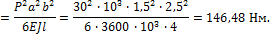 = P²a²b² / 6EJl = 30² · 10³ · 1,5² · 2,5² / 6 · 3600 · 10³ · 4 = 146,48 Нм.